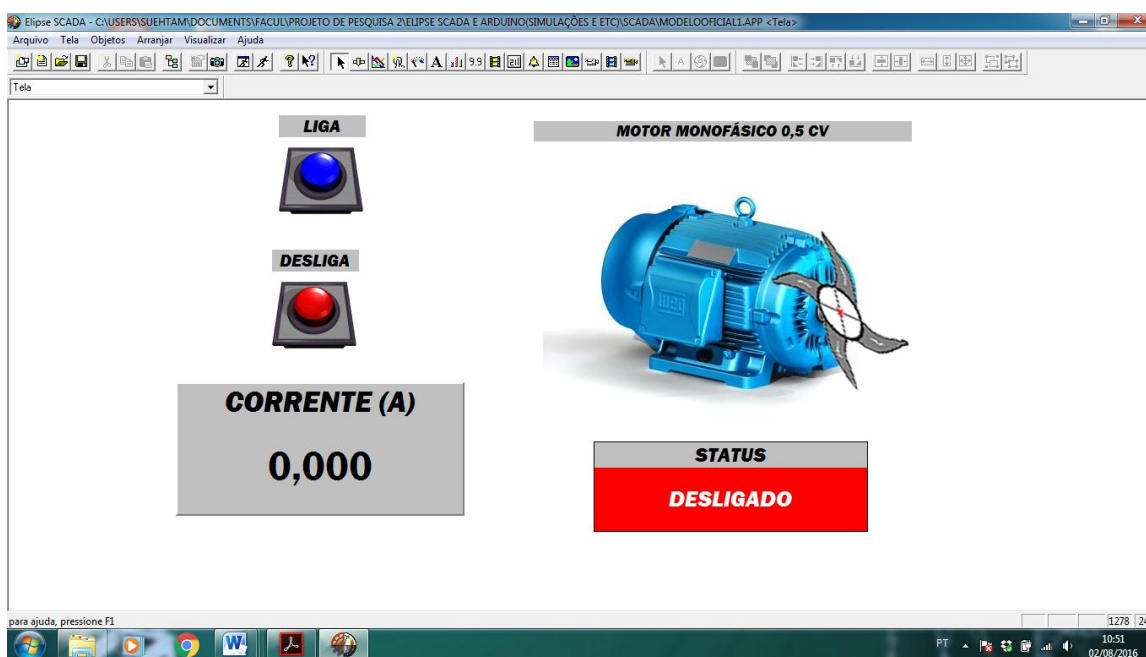 Elipse SCADA - C:\USERS\SUEHTAM\DOCUMENTS\FACUL\PROJETO DE PESQUISA 2\ELIPSE SCADA E ARDUINO(SIMULAÇÕES E ETC)\SCADA\MODELOOFICIAL1.APP <Tela>
Arquivo Tela Objetos Arranjar Visualizar Ajuda
Tela
LIGA
MOTOR MONOFÁSICO 0,5 CV
DESLIGA
weg
CORRENTE (A)
0,000
STATUS
DESLIGADO
para ajuda, pressione F1
1278
PT
10:51
02/08/2016